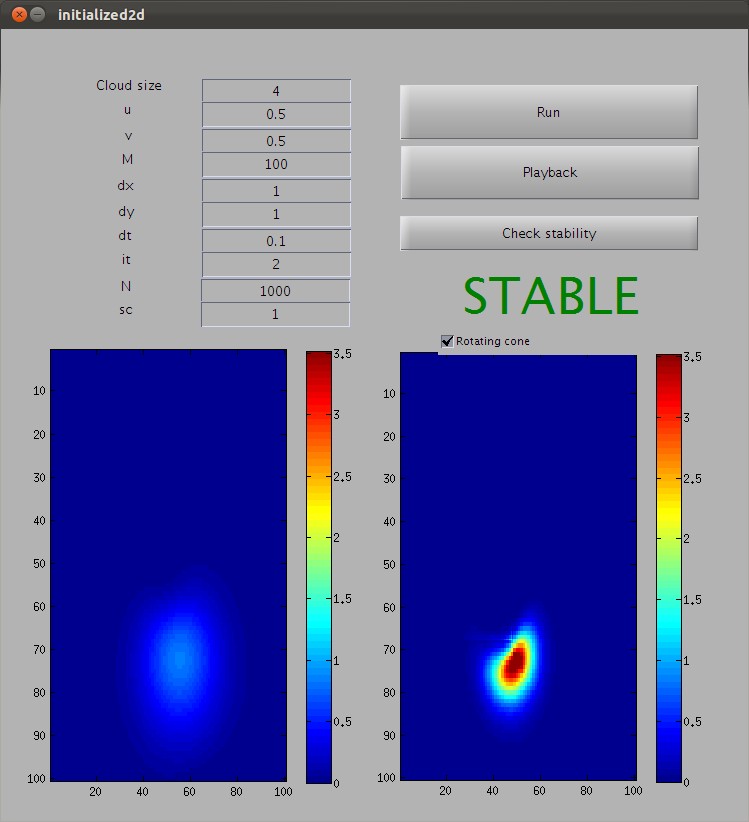 initialized2d
Cloud size 4
u 0.5
v 0.5
M 100
dx 1
dy 1
dt 0.1
it 2
N 1000
sc 1
Run
Playback
Check stability
STABLE
Rotating cone
10
20
30
40
50
60
70
80
90
100
20 40 60 80 100
3.5
3
2.5
2
1.5
1
0.5
0
10
20
30
40
50
60
70
80
90
100
20 40 60 80 100
3.5
3
2.5
2
1.5
1
0.5
0